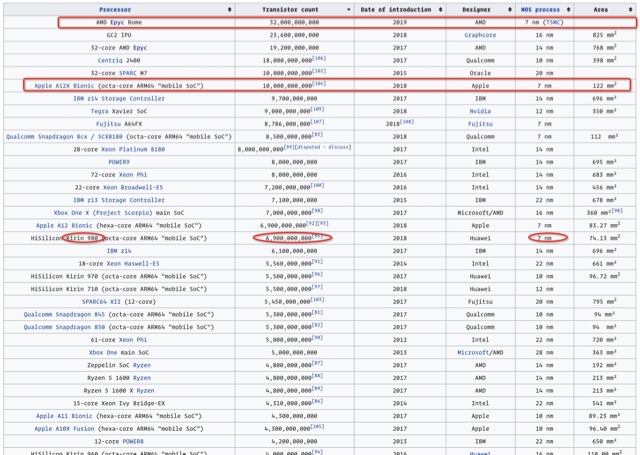 Processor Transistor count Date of introduction Designer MOS process Area
AMD Epyc Rome 32,000,000,000 2019 AMD 7 nm (TSMC)
GC2 IPU 23,600,000,000 2018 Graphcore 16 nm 825 mm²
32-core AMD Epyc 19,200,000,000 2017 AMD 14 nm 768 mm²
Centriq 2400 18,000,000,000[106] 2017 Qualcomm 10 nm 398 mm²
32-core SPARC M7 10,000,000,000[102] 2015 Oracle 20 nm
Apple A12X Bionic (octa-core ARM64 "mobile SoC") 10,000,000,000[104] 2018 Apple 7 nm 122 mm²
IBM z14 Storage Controller 9,700,000,000 2017 IBM 14 nm 696 mm²
Tegra Xavier SoC 9,000,000,000[109] 2018 Nvidia 12 nm 350 mm²
Fujitsu A64FX 8,786,000,000[107] 2018[108] Fujitsu 7 nm
Qualcomm Snapdragon 8cx / SCX8180 (octa-core ARM64 "mobile SoC") 8,500,000,000[83] 2018 Qualcomm 7 nm 112 mm²
28-core Xeon Platinum 8180 8,000,000,000[99][disputed – discuss] 2017 Intel 14 nm
POWER9 8,000,000,000 2017 IBM 14 nm 695 mm²
72-core Xeon Phi 8,000,000,000 2016 Intel 14 nm 683 mm²
22-core Xeon Broadwell-E5 7,200,000,000[100] 2016 Intel 14 nm 456 mm²
IBM z13 Storage Controller 7,100,000,000 2015 IBM 22 nm 678 mm²
Xbox One X (Project Scorpio) main SoC 7,000,000,000[98] 2017 Microsoft/AMD 16 nm 360 mm²[98]
Apple A12 Bionic (hexa-core ARM64 "mobile SoC") 6,900,000,000[92][93] 2018 Apple 7 nm 83.27 mm²
HiSilicon Kirin 980 (octa-core ARM64 "mobile SoC") 6,900,000,000 2018 Huawei 7 nm 74.13 mm²
IBM z14 6,100,000,000 2017 IBM 14 nm 696 mm²
18-core Xeon Haswell-E5 5,560,000,000[91] 2014 Intel 22 nm 661 mm²
HiSilicon Kirin 970 (octa-core ARM64 "mobile SoC") 5,500,000,000[96] 2017 Huawei 10 nm 96.72 mm²
HiSilicon Kirin 710 (octa-core ARM64 "mobile SoC") 5,500,000,000[97] 2018 Huawei 12 nm
SPARC64 XII (12-core) 5,450,000,000[103] 2017 Fujitsu 20 nm 795 mm²
Qualcomm Snapdragon 845 (octa-core ARM64 "mobile SoC") 5,300,000,000[81] 2017 Qualcomm 10 nm 94 mm²
Qualcomm Snapdragon 850 (octa-core ARM64 "mobile SoC") 5,300,000,000[82] 2017 Qualcomm 10 nm 94 mm²
61-core Xeon Phi 5,000,000,000[90] 2012 Intel 22 nm 720 mm²
Xbox One main SoC 5,000,000,000 2013 Microsoft/AMD 28 nm 363 mm²
Zeppelin SoC Ryzen 4,800,000,000[87] 2017 AMD 14 nm 192 mm²
Ryzen 5 1600 Ryzen 4,800,000,000[88] 2017 AMD 14 nm 213 mm²
Ryzen 5 1600 X Ryzen 4,800,000,000[89] 2017 AMD 14 nm 213 mm²
15-core Xeon Ivy Bridge-EX 4,310,000,000[86] 2014 Intel 22 nm 541 mm²
Apple A11 Bionic (hexa-core ARM64 "mobile SoC") 4,300,000,000 2017 Apple 10 nm 89.23 mm²
Apple A10X Fusion (hexa-core ARM64 "mobile SoC") 4,300,000,000[105] 2017 Apple 10 nm 96.40 mm²
12-core POWER8 4,200,000,000 2013 IBM 22 nm 650 mm²
HiSilicon Kirin 960 (octa-core ARM64 "mobile SoC") 4,000,000,000[94] 2016 Huawei 16 nm 110.00 mm²